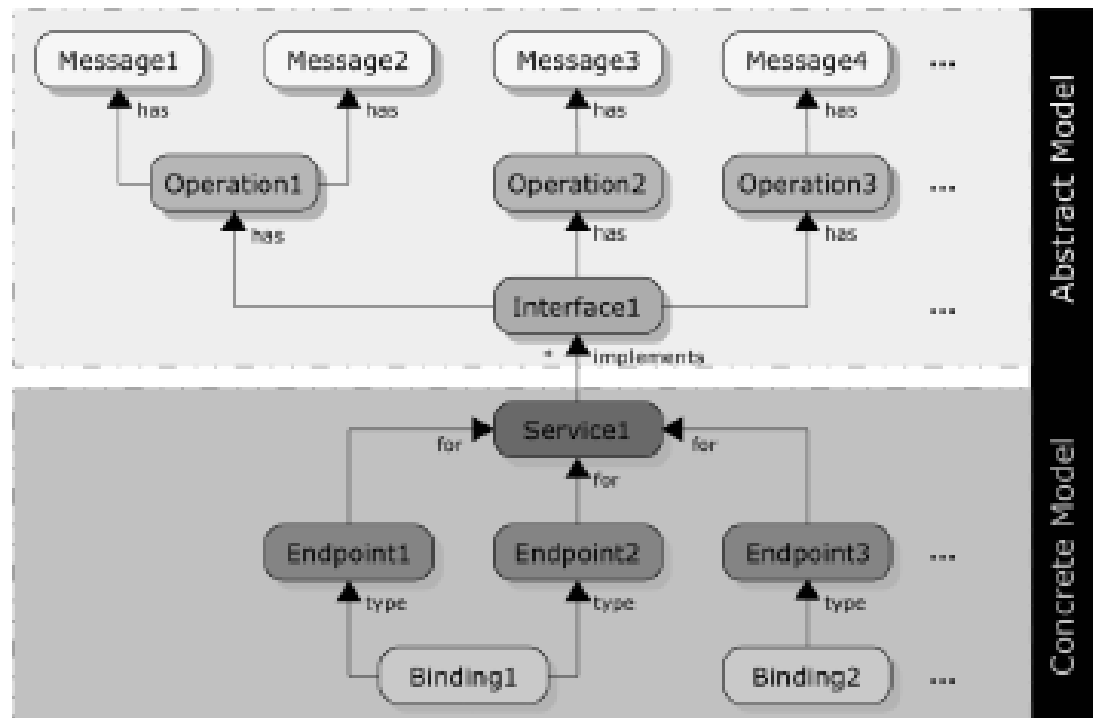 Message1 Message2 Message3 Message4 ...
has has has has
Operation1 Operation2 Operation3 ...
has has has
Interface1 ...
* implements
Abstract Model
Service1
for for
for
Endpoint1 Endpoint2 Endpoint3 ...
type type type
Binding1 Binding2 ...
Concrete Model